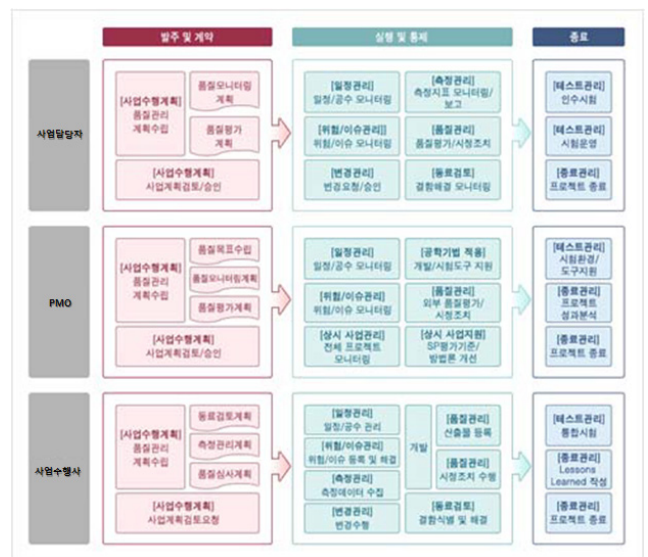 발주 및 계약
실행 및 통제
종료
사업담당자
[사업수행계획]
품질관리
계획수립
품질모니터링
계획
품질평가
계획
[사업수행계획]
사업계획검토/승인
[일정관리]
일정/공수 모니터링
[측정관리]
측정지표 모니터링/
보고
[위험/이슈관리]]
위험/이슈 모니터링
[품질관리]
품질평가/시정조치
[변경관리]
변경요청/승인
[동료검토]
결함해결 모니터링
[테스트관리]
인수시험
[테스트관리]
시험운영
[종료관리]
프로젝트 종료
PMO
[사업수행계획]
품질관리
계획수립
품질목표수립
품질모니터링계획
품질평가계획
[사업수행계획]
사업계획검토/승인
[일정관리]
일정/공수 모니터링
[공학기법 적용]
개발/시험도구 지원
[위험/이슈관리]
위험/이슈 모니터링
[품질관리]
외부 품질평가/
시정조치
[상시 사업관리]
전체 프로젝트
모니터링
[상시 사업지원]
SP평가기준/
방법론 개선
[테스트관리]
시험환경/
도구지원
[종료관리]
프로젝트
성과분석
[종료관리]
프로젝트 종료
사업수행사
[사업수행계획]
품질관리
계획수립
동료검토계획
측정관리계획
품질심사계획
[사업수행계획]
사업계획검토요청
[일정관리]
일정/공수 관리
[위험/이슈관리]
위험/이슈 등록 및 해결
[측정관리]
측정데이터 수집
[변경관리]
변경수행
개발
[품질관리]
산출물 등록
[품질관리]
시정조치 수행
[동료검토]
결함식별 및 해결
[테스트관리]
통합시험
[종료관리]
Lessons
Learned 작성
[종료관리]
프로젝트 종료